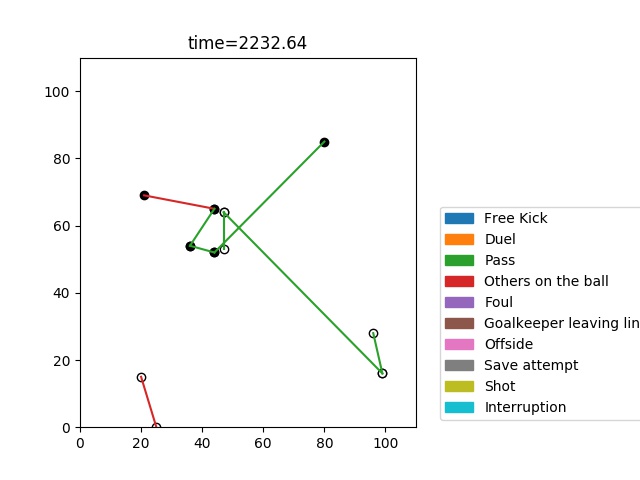 time=2232.64
100
80
60
40
20
0
0 20 40 60 80 100
Free Kick
Duel
Pass
Others on the ball
Foul
Goalkeeper leaving lin
Offside
Save attempt
Shot
Interruption